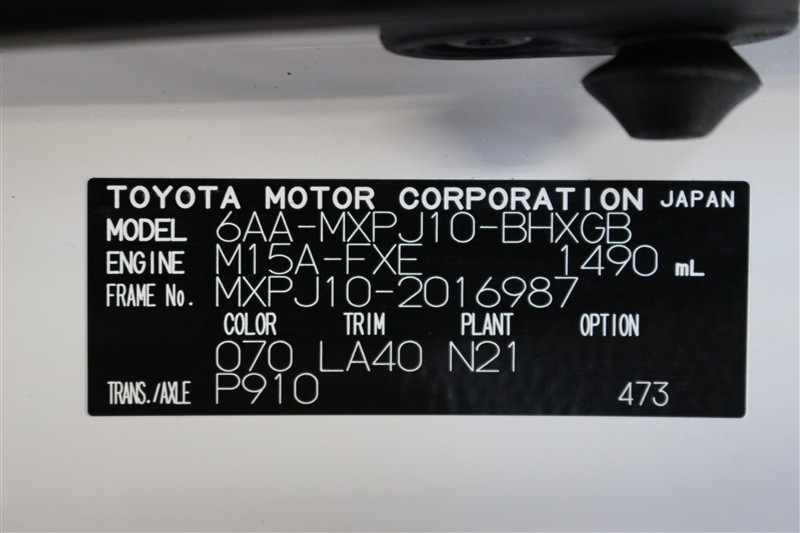 TOYOTA MOTOR CORPORATION JAPAN
MODEL 6AA-MXPJ10-BHXGB
ENGINE M15A-FXE 1490 mL
FRAME No. MXPJ10-2016987
COLOR TRIM PLANT OPTION
070 LA40 N21
TRANS./AXLE P910 473